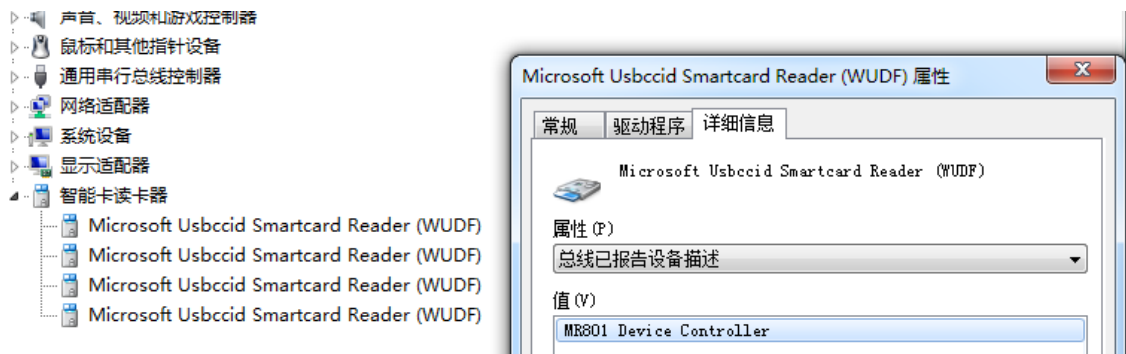 声音、视频和游戏控制器
鼠标和其他指针设备
通用串行总线控制器
网络适配器
系统设备
显示适配器
智能卡读卡器
Microsoft Usbccid Smartcard Reader (WUDF)
Microsoft Usbccid Smartcard Reader (WUDF)
Microsoft Usbccid Smartcard Reader (WUDF)
Microsoft Usbccid Smartcard Reader (WUDF)
Microsoft Usbccid Smartcard Reader (WUDF) 属性
常规 驱动程序 详细信息
Microsoft Usbccid Smartcard Reader (WUDF)
属性(P)
总线已报告设备描述
值(V)
MR801 Device Controller